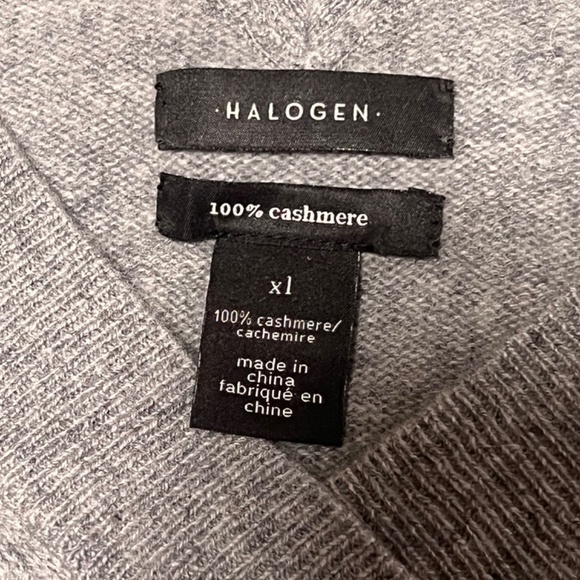 ·HALOGEN·
100% cashmere
xl
100% cashmere/
cachemire
made in
china
fabriqué en
chine